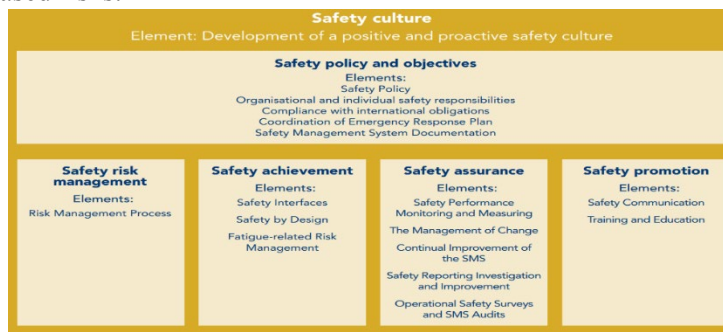 Safety culture
Element: Development of a positive and proactive safety culture
Safety policy and objectives
Elements:
Safety Policy
Organisational and individual safety responsibilities
Compliance with international obligations
Coordination of Emergency Response Plan
Safety Management System Documentation
Safety risk
management
Elements:
Risk Management Process
Safety achievement
Elements:
Safety Interfaces
Safety by Design
Fatigue-related Risk
Management
Safety assurance
Elements:
Safety Performance
Monitoring and Measuring
The Management of Change
Continual Improvement of
the SMS
Safety Reporting Investigation
and Improvement
Operational Safety Surveys
and SMS Audits
Safety promotion
Elements:
Safety Communication
Training and Education